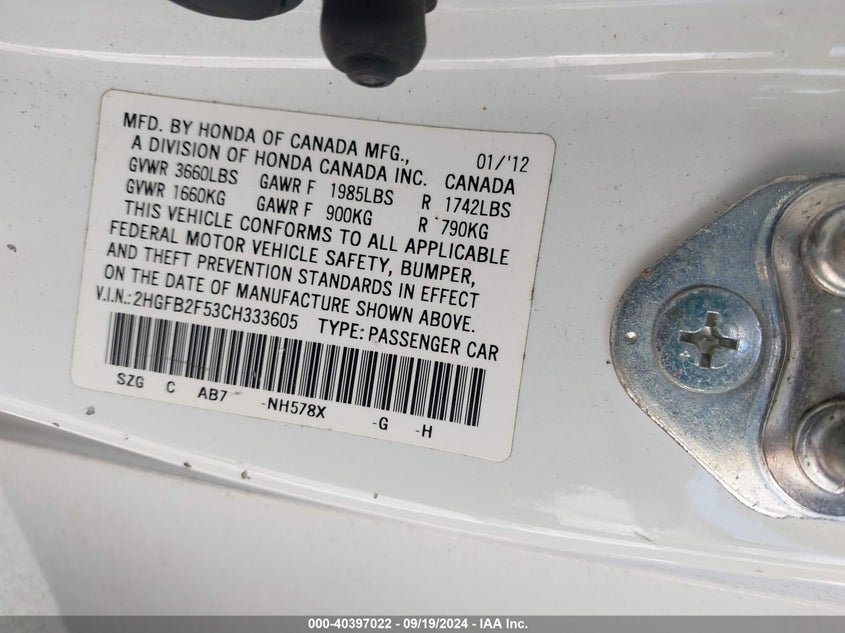 MFD. BY HONDA OF CANADA MFG., 01/'12
A DIVISION OF HONDA CANADA INC. CANADA
GVWR 3660LBS GAWR F 1985LBS R 1742LBS
GVWR 1660KG GAWR F 900KG R 790KG
THIS VEHICLE CONFORMS TO ALL APPLICABLE
FEDERAL MOTOR VEHICLE SAFETY, BUMPER,
AND THEFT PREVENTION STANDARDS IN EFFECT
ON THE DATE OF MANUFACTURE SHOWN ABOVE.
V.I.N.: 2HGFB2F53CH333605 TYPE: PASSENGER CAR
SZG C AB7 -NH578X -G -H
000-40397022 - 09/19/2024 - IAA Inc.